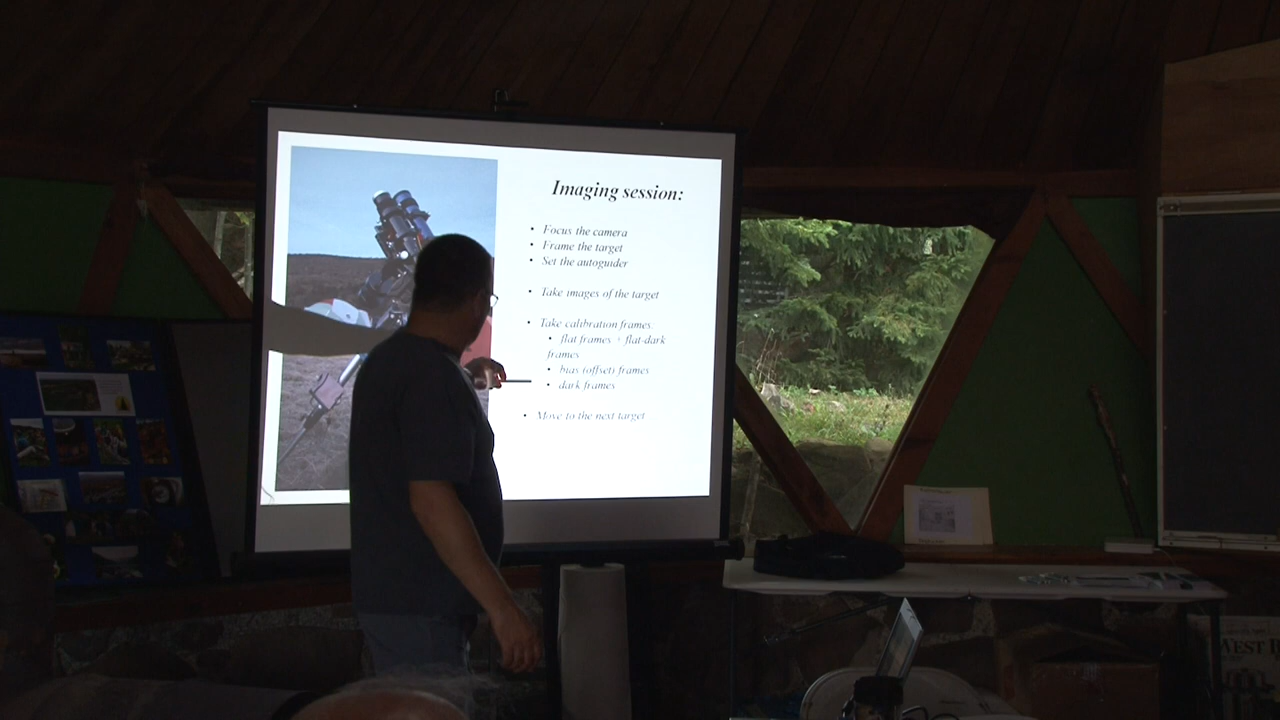 Imaging session:
• Focus the camera
• Frame the target
• Set the autoguider
• Take images of the target
• Take calibration frames:
• flat frames + flat-dark
frames
• bias (offset) frames
• dark frames
• Move to the next target
WEST